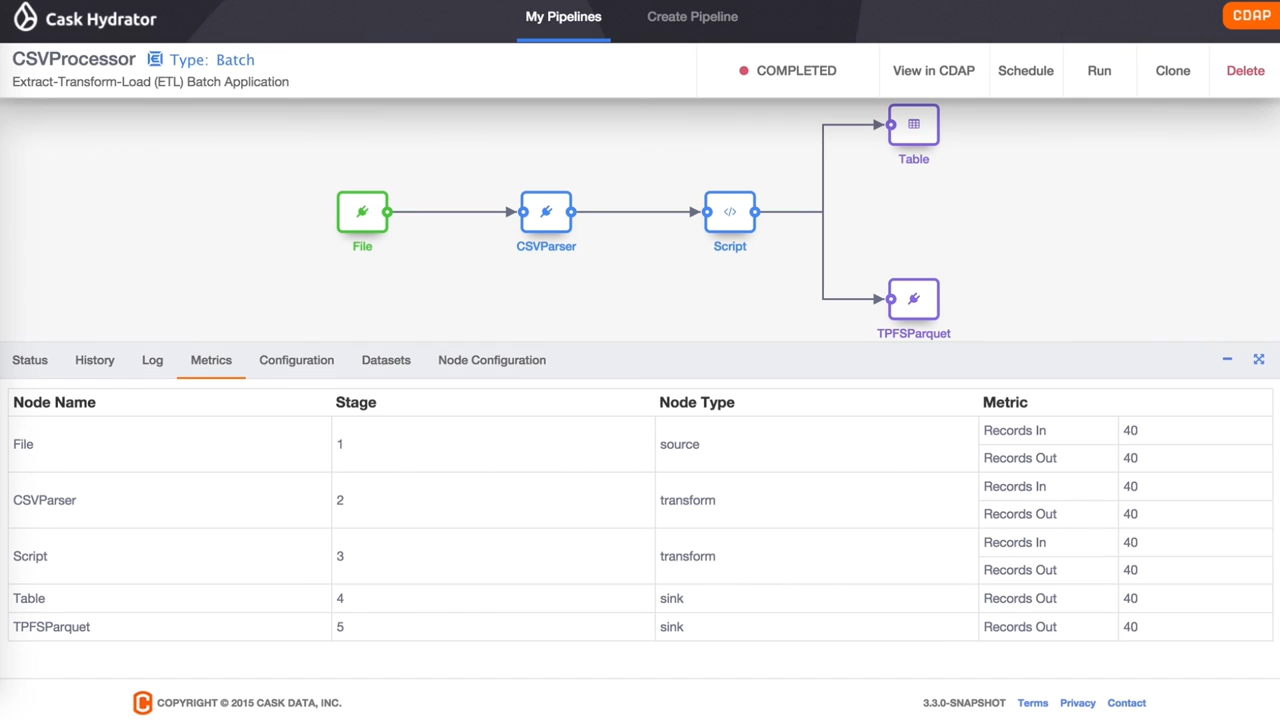 Cask Hydrator My Pipelines Create Pipeline CDAP
CSVProcessor Type: Batch COMPLETED View in CDAP Schedule Run Clone Delete
Extract-Transform-Load (ETL) Batch Application
Table
File CSVParser </> Script
TPFSParquet
Status History Log Metrics Configuration Datasets Node Configuration
Node Name Stage Node Type Metric
File 1 source Records In 40
Records Out 40
CSVParser 2 transform Records In 40
Records Out 40
Script 3 transform Records In 40
Records Out 40
Table 4 sink Records Out 40
TPFSParquet 5 sink Records Out 40
COPYRIGHT © 2015 CASK DATA, INC. 3.3.0-SNAPSHOT Terms Privacy Contact